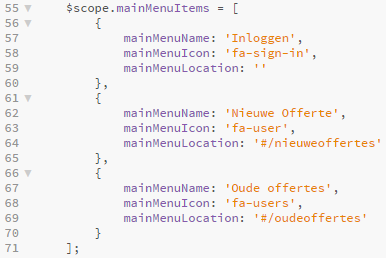 55 $scope.mainMenuItems = [
56 {
57 mainMenuName: 'Inloggen',
58 mainMenuIcon: 'fa-sign-in',
59 mainMenuLocation: ''
60 },
61 {
62 mainMenuName: 'Nieuwe Offerte',
63 mainMenuIcon: 'fa-user',
64 mainMenuLocation: '#/nieuweoffertes'
65 },
66 {
67 mainMenuName: 'Oude offertes',
68 mainMenuIcon: 'fa-users',
69 mainMenuLocation: '#/oudeoffertes'
70 }
71 ];